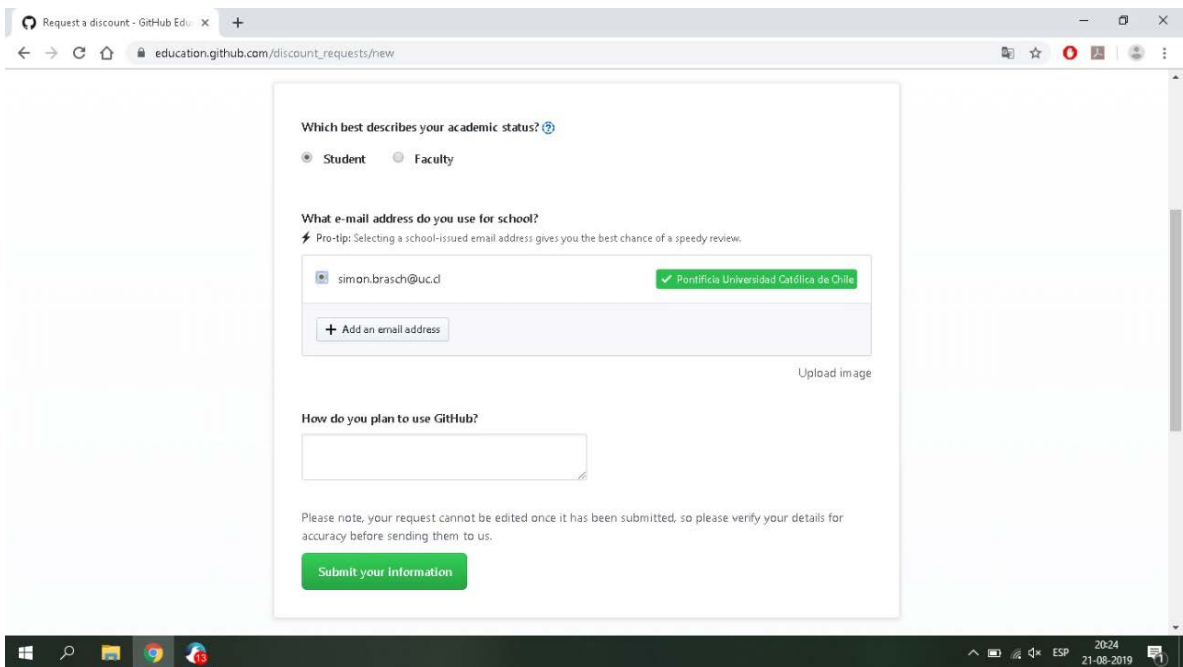 Request a discount - GitHub Edu
education.github.com/discount_requests/new
Which best describes your academic status?
Student Faculty
What e-mail address do you use for school?
Pro-tip: Selecting a school-issued email address gives you the best chance of a speedy review.
simon.brasch@uc.cl Pontificia Universidad Católica de Chile
+ Add an email address
Upload image
How do you plan to use GitHub?
Please note, your request cannot be edited once it has been submitted, so please verify your details for
accuracy before sending them to us.
Submit your information
13 ESP 20:24
21-08-2019 1